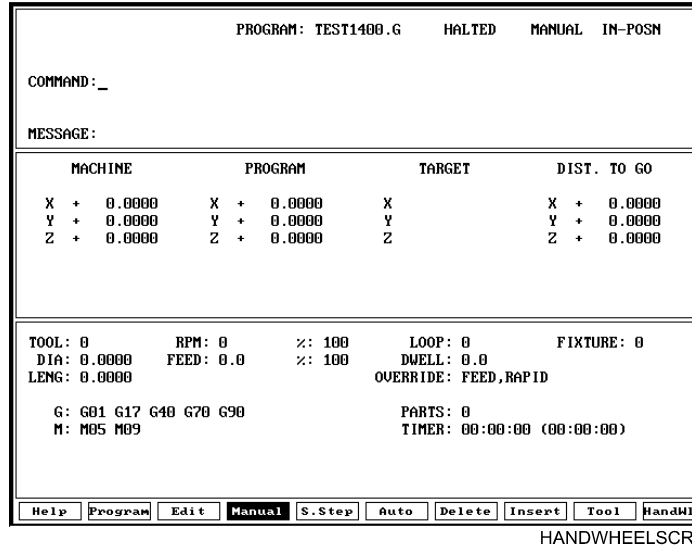 PROGRAM: TEST1400.G HALTED MANUAL IN-POSN
COMMAND:_
MESSAGE:
MACHINE PROGRAM TARGET DIST. TO GO
X + 0.0000 X + 0.0000 X X + 0.0000
Y + 0.0000 Y + 0.0000 Y Y + 0.0000
Z + 0.0000 Z + 0.0000 Z Z + 0.0000
TOOL: 0 RPM: 0 %: 100 LOOP: 0 FIXTURE: 0
DIA: 0.0000 FEED: 0.0 %: 100 DWELL: 0.0
LENG: 0.0000 OVERRIDE: FEED,RAPID
G: G01 G17 G40 G70 G90 PARTS: 0
M: M05 M09 TIMER: 00:00:00 (00:00:00)
Help Program Edit Manual S.Step Auto Delete Insert Tool HandWl
HANDWHEELSCR